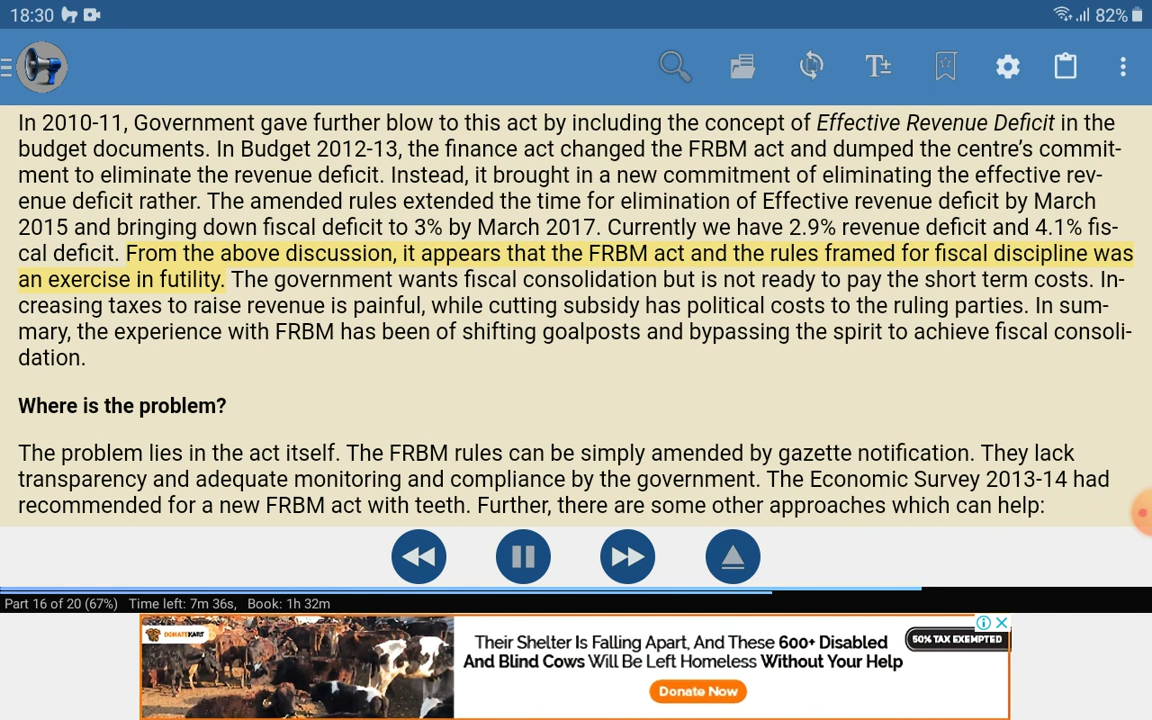 18:30 82%
In 2010-11, Government gave further blow to this act by including the concept of Effective Revenue Deficit in the
budget documents. In Budget 2012-13, the finance act changed the FRBM act and dumped the centre's commit-
ment to eliminate the revenue deficit. Instead, it brought in a new commitment of eliminating the effective rev-
enue deficit rather. The amended rules extended the time for elimination of Effective revenue deficit by March
2015 and bringing down fiscal deficit to 3% by March 2017. Currently we have 2.9% revenue deficit and 4.1% fis-
cal deficit. From the above discussion, it appears that the FRBM act and the rules framed for fiscal discipline was
an exercise in futility. The government wants fiscal consolidation but is not ready to pay the short term costs. In-
creasing taxes to raise revenue is painful, while cutting subsidy has political costs to the ruling parties. In sum-
mary, the experience with FRBM has been of shifting goalposts and bypassing the spirit to achieve fiscal consoli-
dation.
Where is the problem?
The problem lies in the act itself. The FRBM rules can be simply amended by gazette notification. They lack
transparency and adequate monitoring and compliance by the government. The Economic Survey 2013-14 had
recommended for a new FRBM act with teeth. Further, there are some other approaches which can help:
Part 16 of 20 (67%) Time left: 7m 36s, Book: 1h 32m
DONATEKART
Their Shelter Is Falling Apart, And These 600+ Disabled
And Blind Cows Will Be Left Homeless Without Your Help
50% TAX EXEMPTED
Donate Now